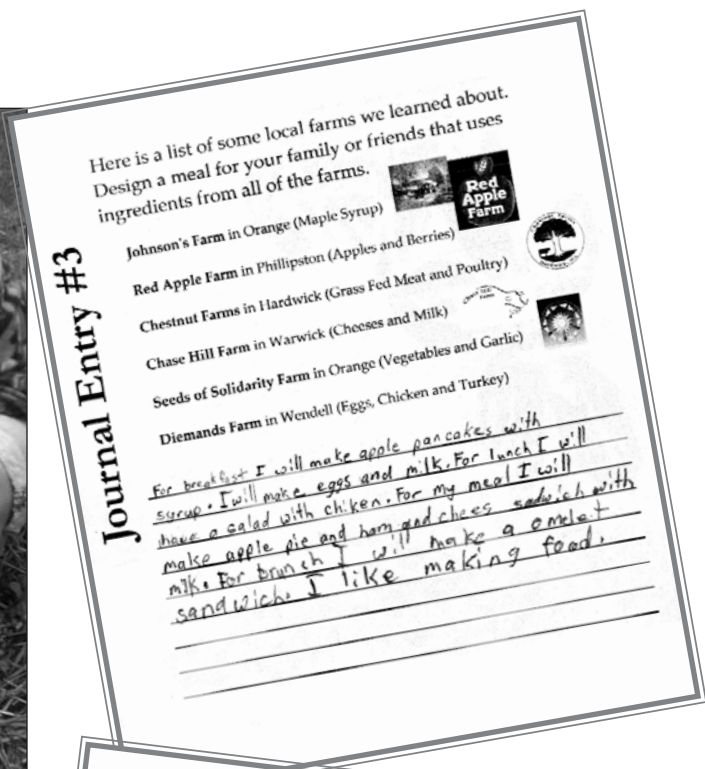 Journal Entry #3
Here is a list of some local farms we learned about.
Design a meal for your family or friends that uses
ingredients from all of the farms.
Red
Apple
Farm
Johnson's Farm in Orange (Maple Syrup)
Red Apple Farm in Phillipston (Apples and Berries)
Chestnut Farms in Hardwick (Grass Fed Meat and Poultry)
Chase Hill Farm in Warwick (Cheeses and Milk)
Seeds of Solidarity Farm in Orange (Vegetables and Garlic)
Diemands Farm in Wendell (Eggs, Chicken and Turkey)
For breakfast I will make apple pancakes with
syrup. I will make eggs and milk. For lunch I will
have a salad with chiken. For my meal I will
make apple pie and ham and chees sadwich with
milk. For brunch I will make a omelet
sandwich. I like making food.